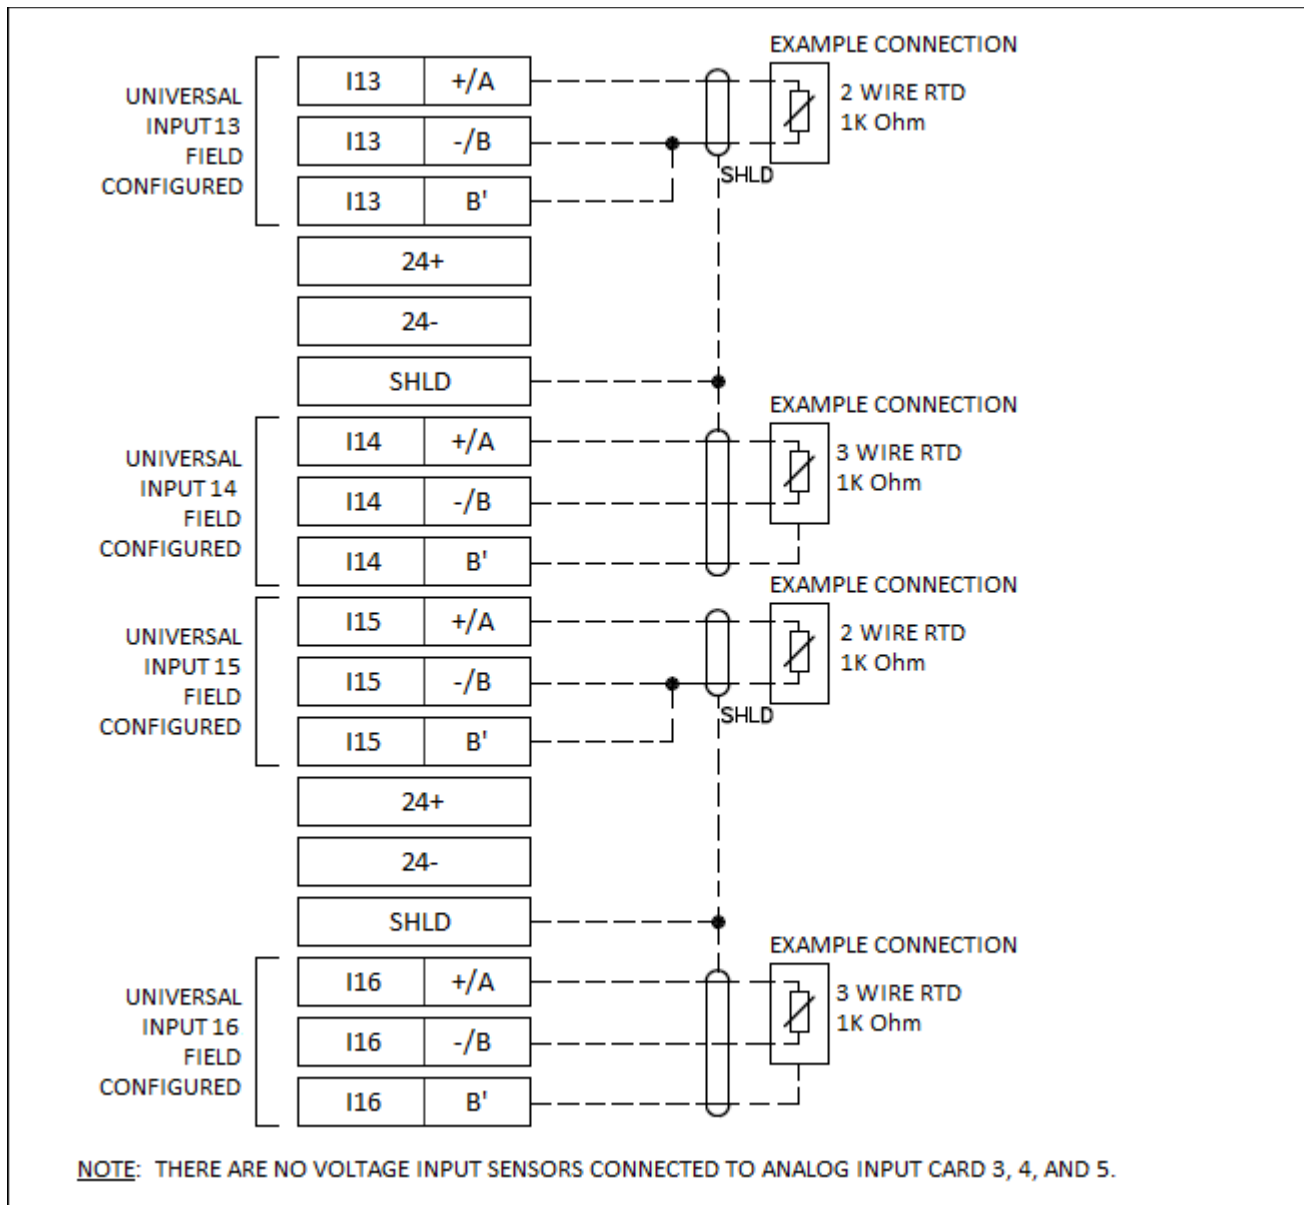 EXAMPLE CONNECTION
UNIVERSAL
INPUT 13
FIELD
CONFIGURED
I13 +/A
I13 -/B
I13 B'
2 WIRE RTD
1K Ohm
SHLD
24+
24-
SHLD
EXAMPLE CONNECTION
UNIVERSAL
INPUT 14
FIELD
CONFIGURED
I14 +/A
I14 -/B
I14 B'
3 WIRE RTD
1K Ohm
EXAMPLE CONNECTION
UNIVERSAL
INPUT 15
FIELD
CONFIGURED
I15 +/A
I15 -/B
I15 B'
2 WIRE RTD
1K Ohm
SHLD
24+
24-
SHLD
EXAMPLE CONNECTION
UNIVERSAL
INPUT 16
FIELD
CONFIGURED
I16 +/A
I16 -/B
I16 B'
3 WIRE RTD
1K Ohm
NOTE: THERE ARE NO VOLTAGE INPUT SENSORS CONNECTED TO ANALOG INPUT CARD 3, 4, AND 5.